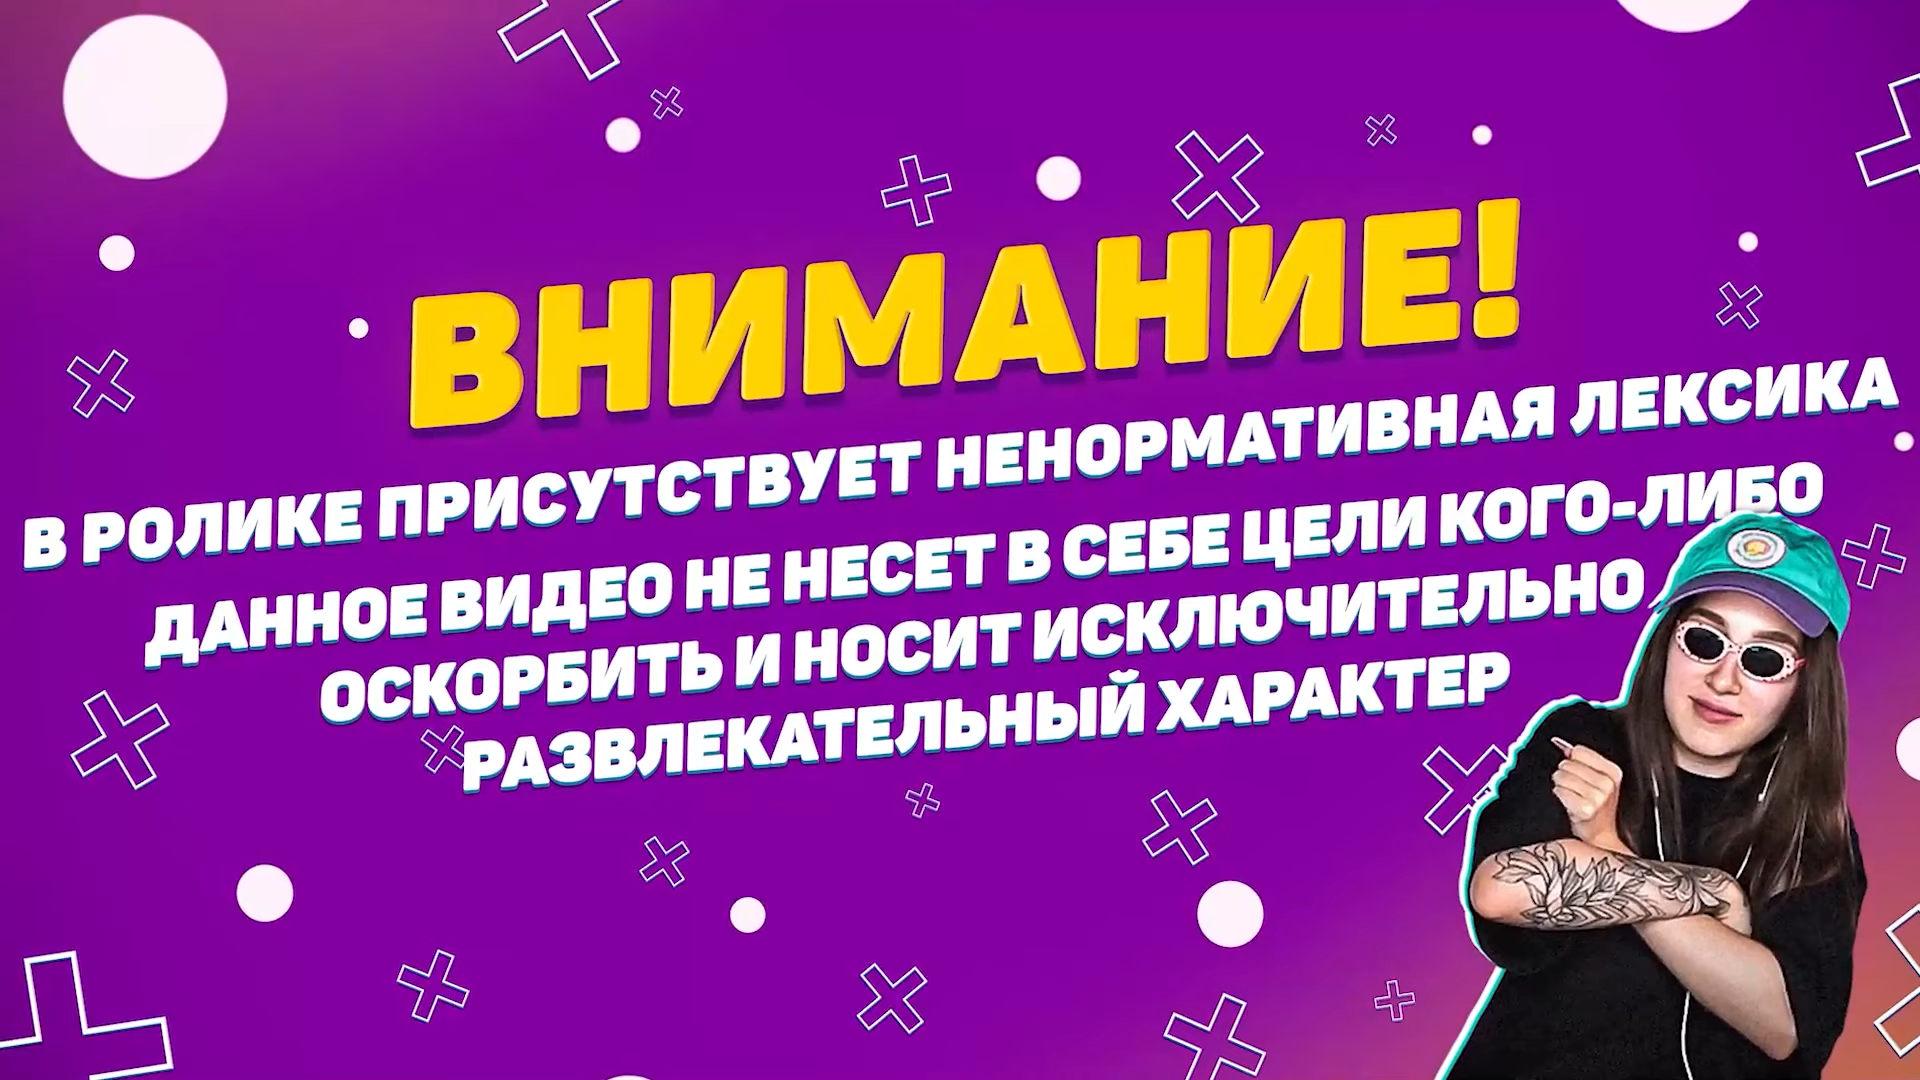 ВНИМАНИЕ!
В РОЛИКЕ ПРИСУТСТВУЕТ НЕНОРМАТИВНАЯ ЛЕКСИКА
ДАННОЕ ВИДЕО НЕ НЕСЕТ В СЕБЕ ЦЕЛИ КОГО-ЛИБО
ОСКОРБИТЬ И НОСИТ ИСКЛЮЧИТЕЛЬНО
РАЗВЛЕКАТЕЛЬНЫЙ ХАРАКТЕР